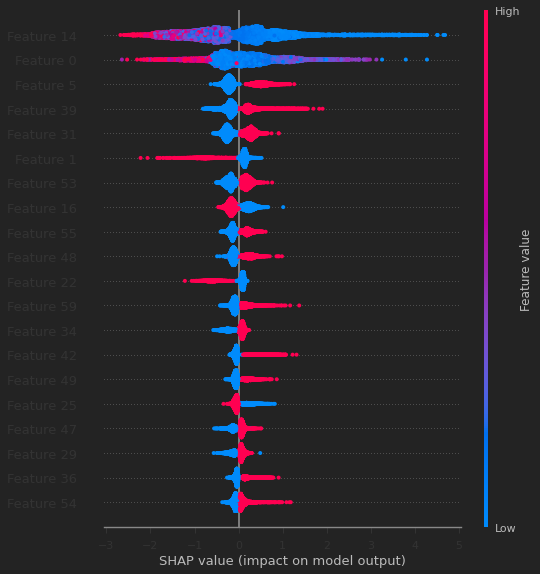 High
Feature 14
Feature 0
Feature 5
Feature 39
Feature 31
Feature 1
Feature 53
Feature 16
Feature 55
Feature 48
Feature 22
Feature 59
Feature 34
Feature 42
Feature 49
Feature 25
Feature 47
Feature 29
Feature 36
Feature 54
Feature value
Low
−3 −2 −1 0 1 2 3 4 5
SHAP value (impact on model output)